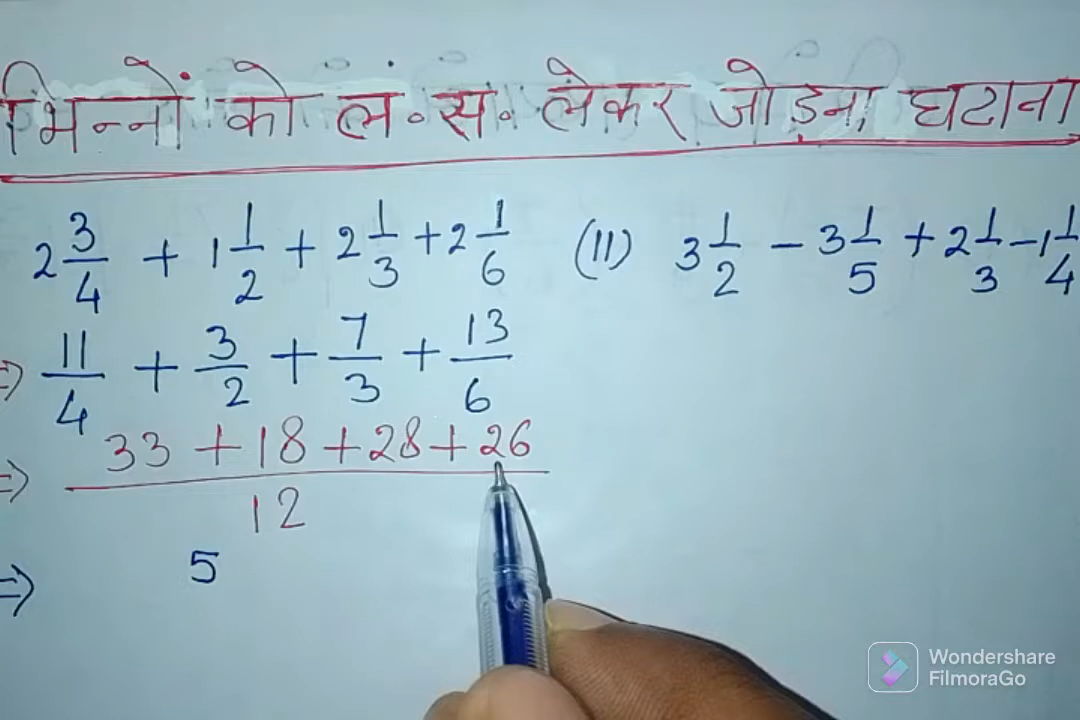 भिन्नों को ल.स. लेकर जोड़ना, घटाना
2 3/4 + 1 1/2 + 2 1/3 + 2 1/6 (II) 3 1/2 - 3 1/5 + 2 1/3 - 1 1/4
⇒ 11/4 + 3/2 + 7/3 + 13/6
⇒ 33 + 18 + 28 + 26
12
⇒ 5
Wondershare
FilmoraGo